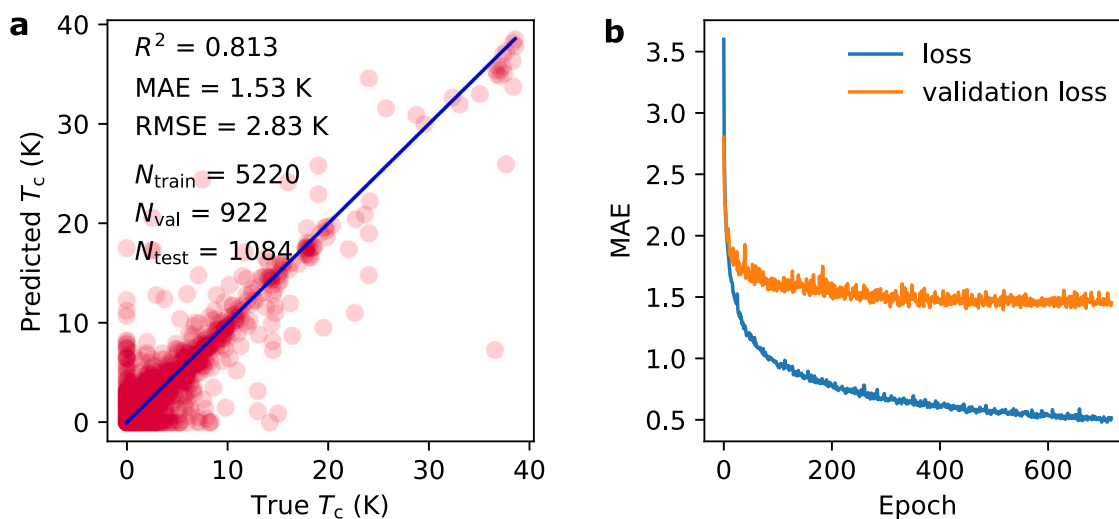 a
R² = 0.813
MAE = 1.53 K
RMSE = 2.83 K
N_train = 5220
N_val = 922
N_test = 1084
Predicted T_c (K)
40
30
20
10
0
0 10 20 30 40
True T_c (K)
b
loss
validation loss
MAE
3.5
3.0
2.5
2.0
1.5
1.0
0.5
0 200 400 600
Epoch